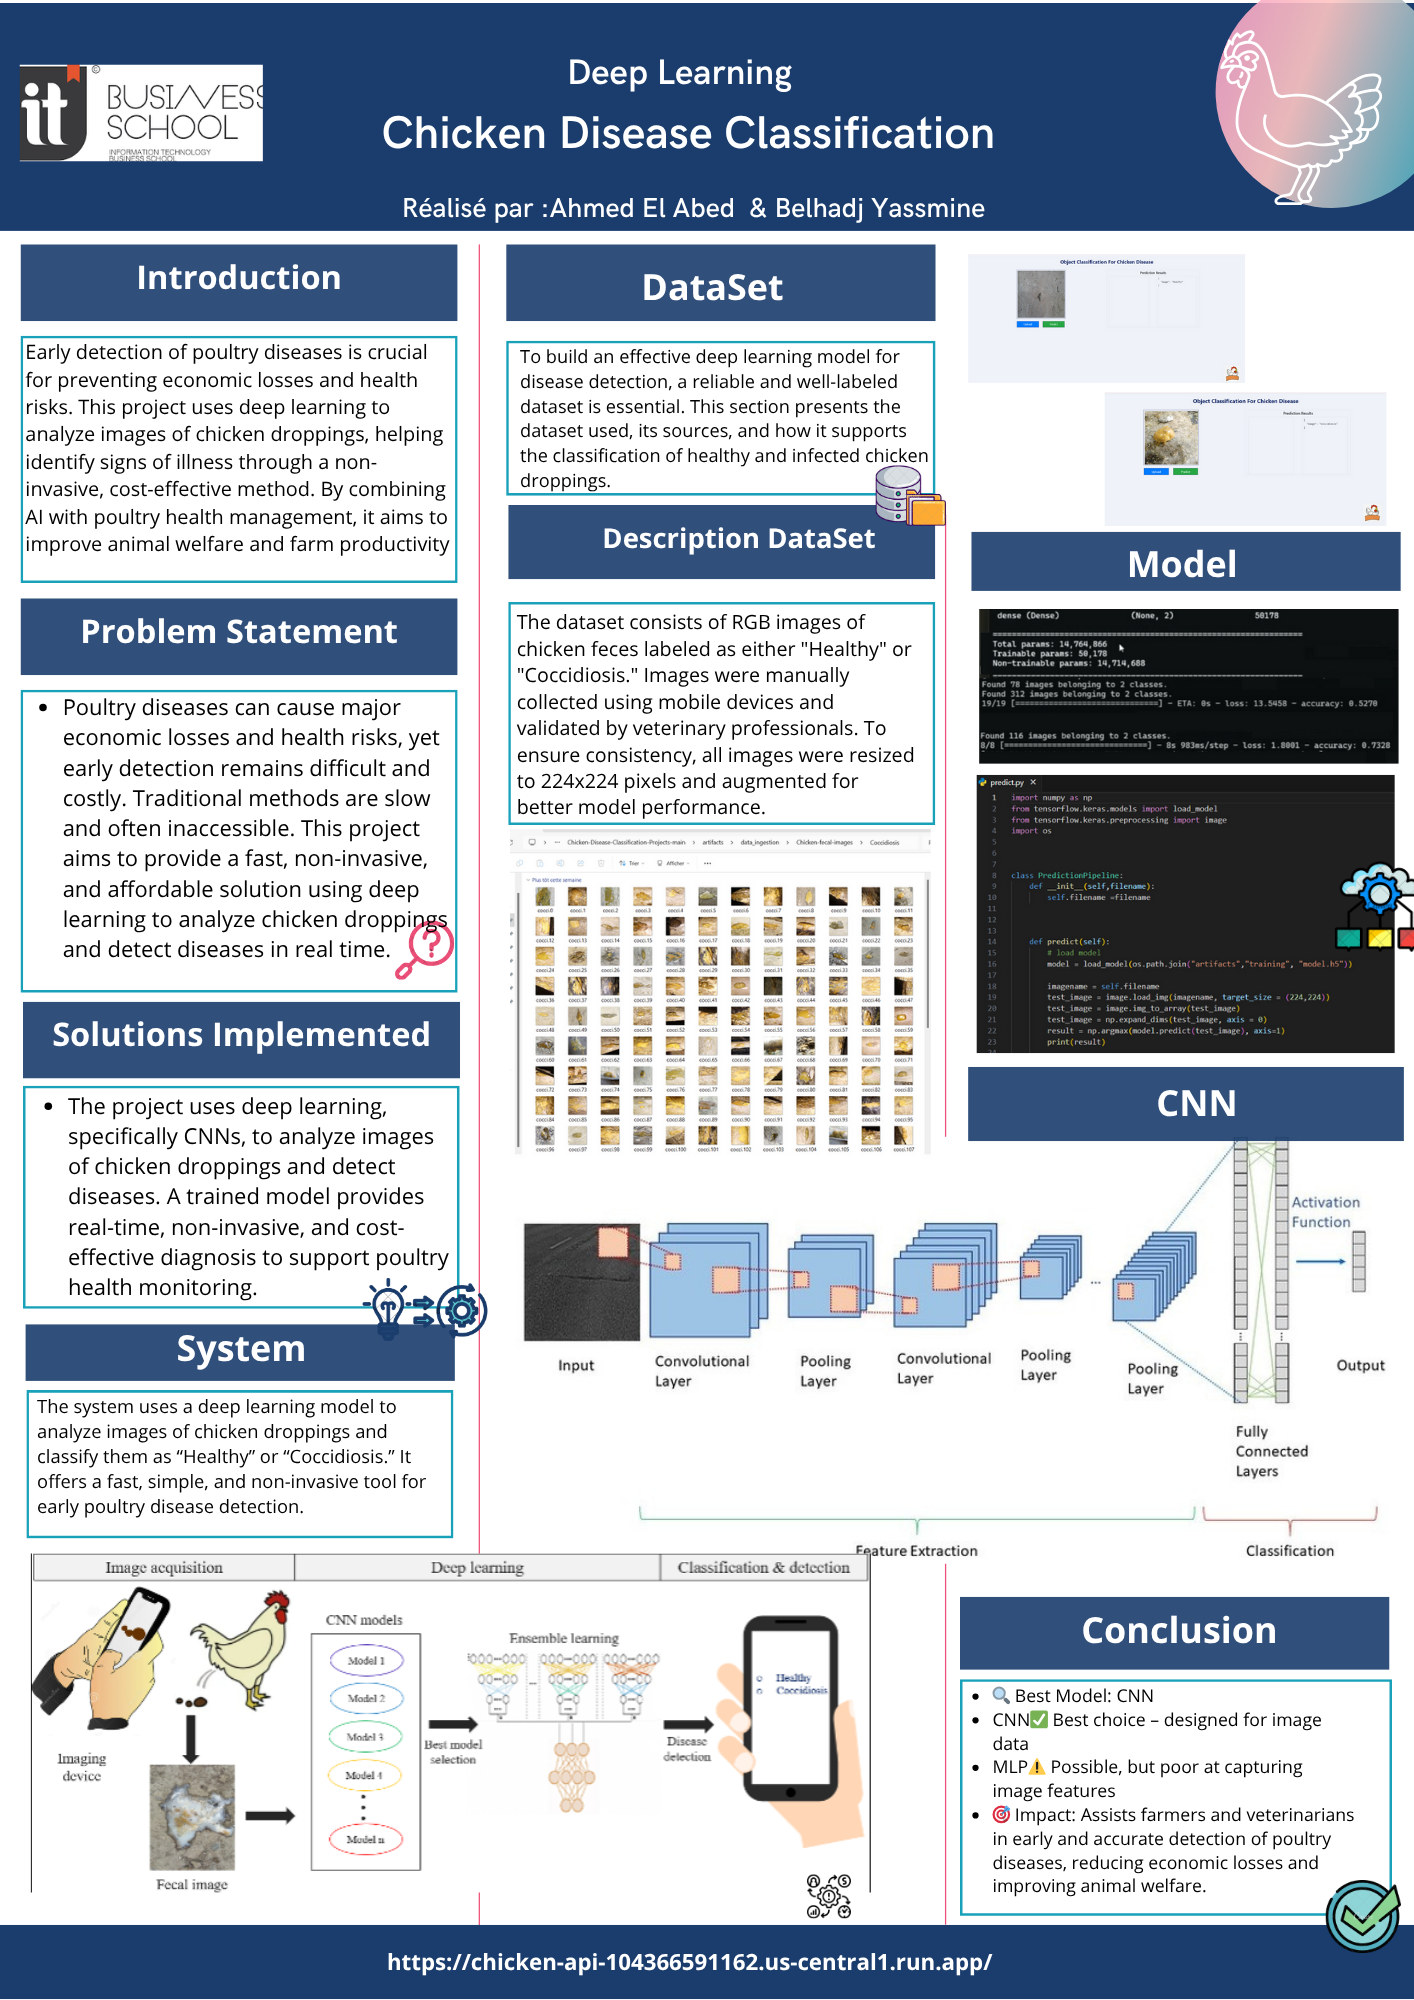 it
©
BUSINESS
SCHOOL
INFORMATION TECHNOLOGY
BUSINESS SCHOOL
Deep Learning
Chicken Disease Classification
Réalisé par :Ahmed El Abed & Belhadj Yassmine
Introduction
Early detection of poultry diseases is crucial
for preventing economic losses and health
risks. This project uses deep learning to
analyze images of chicken droppings, helping
identify signs of illness through a non-
invasive, cost-effective method. By combining
AI with poultry health management, it aims to
improve animal welfare and farm productivity
Problem Statement
• Poultry diseases can cause major
economic losses and health risks, yet
early detection remains difficult and
costly. Traditional methods are slow
and often inaccessible. This project
aims to provide a fast, non-invasive,
and affordable solution using deep
learning to analyze chicken droppings
and detect diseases in real time.
Solutions Implemented
• The project uses deep learning,
specifically CNNs, to analyze images
of chicken droppings and detect
diseases. A trained model provides
real-time, non-invasive, and cost-
effective diagnosis to support poultry
health monitoring.
System
The system uses a deep learning model to
analyze images of chicken droppings and
classify them as “Healthy” or “Coccidiosis.” It
offers a fast, simple, and non-invasive tool for
early poultry disease detection.
Image acquisition
Deep learning
Classification & detection
CNN models
Model 1
Model 2
Model 3
Model 4
Model n
Ensemble learning
Best model
selection
Disease
detection
Healthy
Coccidiosis
Imaging
device
Fecal image
DataSet
To build an effective deep learning model for
disease detection, a reliable and well-labeled
dataset is essential. This section presents the
dataset used, its sources, and how it supports
the classification of healthy and infected chicken
droppings.
Description DataSet
The dataset consists of RGB images of
chicken feces labeled as either "Healthy" or
"Coccidiosis." Images were manually
collected using mobile devices and
validated by veterinary professionals. To
ensure consistency, all images were resized
to 224x224 pixels and augmented for
better model performance.
Chicken-Disease-Classification-Projects-main > artifacts > data_ingestion > Chicken-fecal-images > Coccidiosis
Trier
Afficher
Plus tôt cette semaine
Object Classification For Chicken Disease
Prediction Results
Object Classification For Chicken Disease
Prediction Results
Model
dense (Dense) (None, 2) 50178
Total params: 14,764,866
Trainable params: 50,178
Non-trainable params: 14,714,688
Found 78 images belonging to 2 classes.
Found 312 images belonging to 2 classes.
19/19 [==============================] - ETA: 0s - loss: 13.5458 - accuracy: 0.5270
Found 116 images belonging to 2 classes.
8/8 [==============================] - 8s 983ms/step - loss: 1.8001 - accuracy: 0.7328
predict.py
1 import numpy as np
2 from tensorflow.keras.models import load_model
3 from tensorflow.keras.preprocessing import image
4 import os
5
6
7
8 class PredictionPipeline:
9 def __init__(self,filename):
10 self.filename =filename
11
12
13
14 def predict(self):
15 # load model
16 model = load_model(os.path.join("artifacts","training", "model.h5"))
17
18 imagename = self.filename
19 test_image = image.load_img(imagename, target_size = (224,224))
20 test_image = image.img_to_array(test_image)
21 test_image = np.expand_dims(test_image, axis = 0)
22 result = np.argmax(model.predict(test_image), axis=1)
23 print(result)
CNN
Activation
Function
Input
Convolutional
Layer
Pooling
Layer
Convolutional
Layer
Pooling
Layer
...
Pooling
Layer
Output
Fully
Connected
Layers
Feature Extraction
Classification
Conclusion
• 🔍 Best Model: CNN
• CNN✅ Best choice – designed for image
data
• MLP⚠️ Possible, but poor at capturing
image features
• 🎯 Impact: Assists farmers and veterinarians
in early and accurate detection of poultry
diseases, reducing economic losses and
improving animal welfare.
https://chicken-api-104366591162.us-central1.run.app/